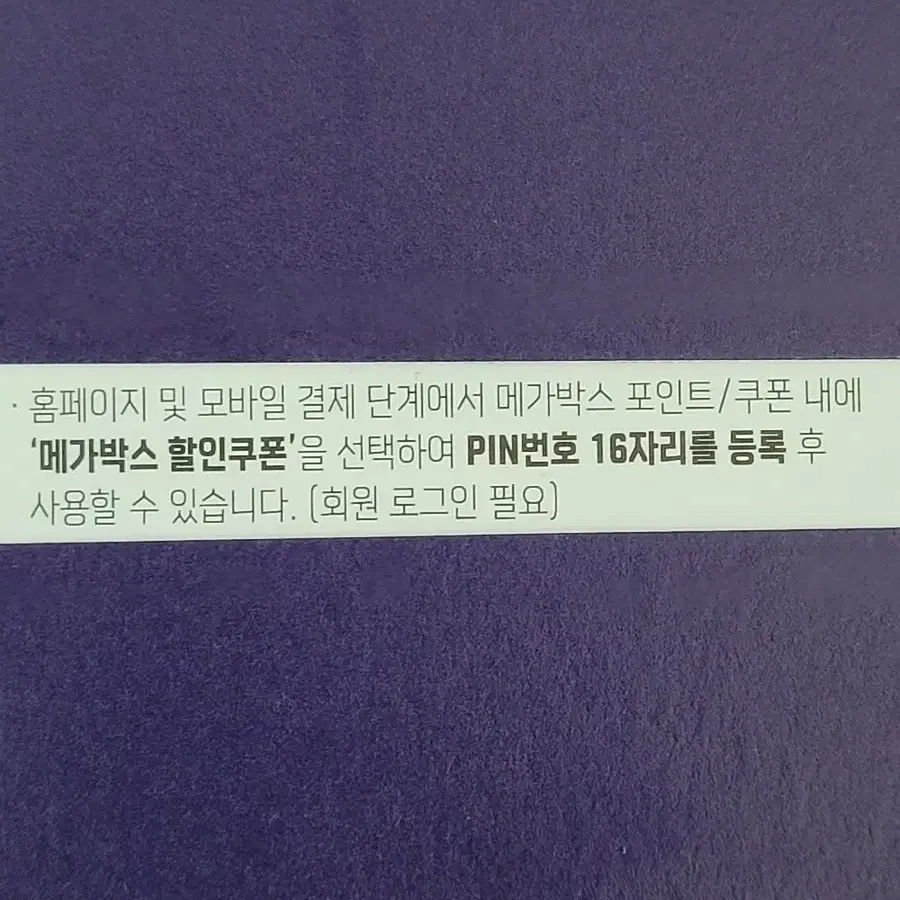 · 홈페이지 및 모바일 결제 단계에서 메가박스 포인트/쿠폰 내에
‘메가박스 할인쿠폰’을 선택하여 PIN번호 16자리를 등록 후
사용할 수 있습니다. (회원 로그인 필요)